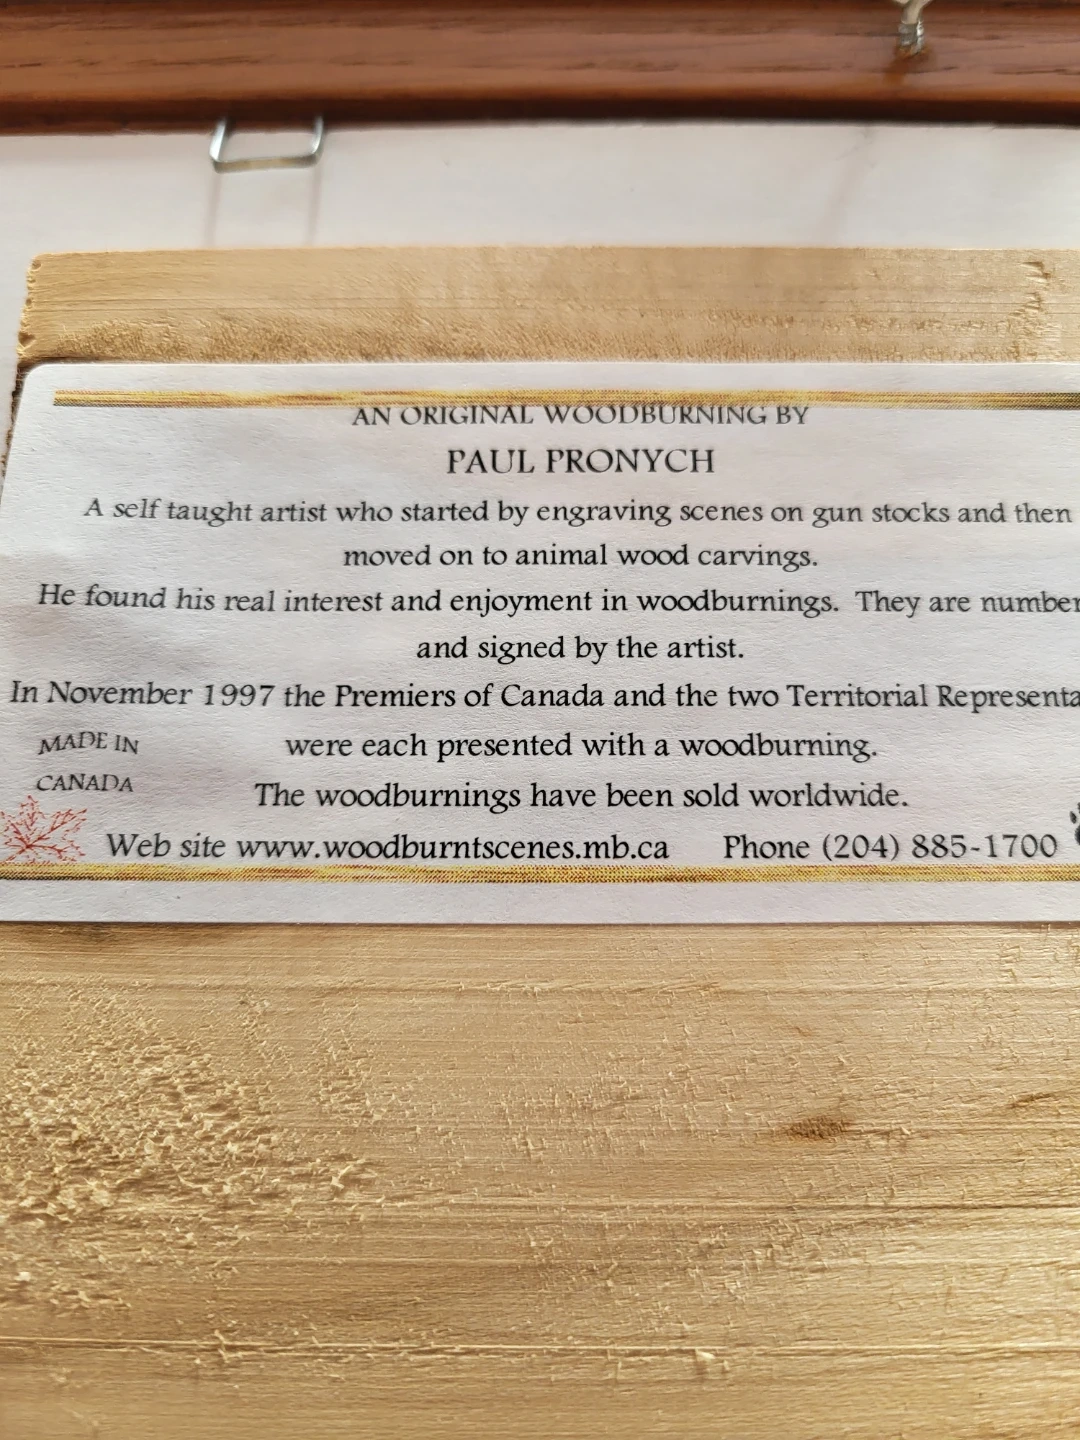 AN ORIGINAL WOODBURNING BY
PAUL PRONYCH
A self taught artist who started by engraving scenes on gun stocks and then
moved on to animal wood carvings.
He found his real interest and enjoyment in woodburnings. They are number
and signed by the artist.
In November 1997 the Premiers of Canada and the two Territorial Representa
were each presented with a woodburning.
MADE IN
CANADA
The woodburnings have been sold worldwide.
Web site www.woodburntscenes.mb.ca Phone (204) 885-1700